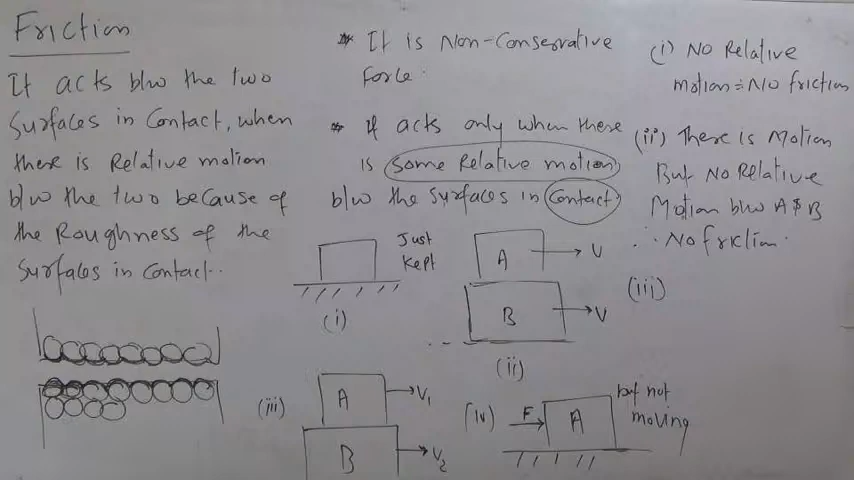 Friction
It acts b/w the two
Surfaces in Contact, when
there is Relative motion
b/w the two because of
the Roughness of the
Surfaces in Contact..
* It is Non-Conservative
Force.
* It acts only when there
is Some Relative motion
b/w the Surfaces in Contact
Just
kept
(i)
A → V
B → V
(ii)
(iii)
A → V1
B → V2
(iv)
F
A
but not
moving
(i) No Relative
motion = No friction
(ii) There is Motion
But No Relative
Motion b/w A & B
∴ No friction.
(iii)